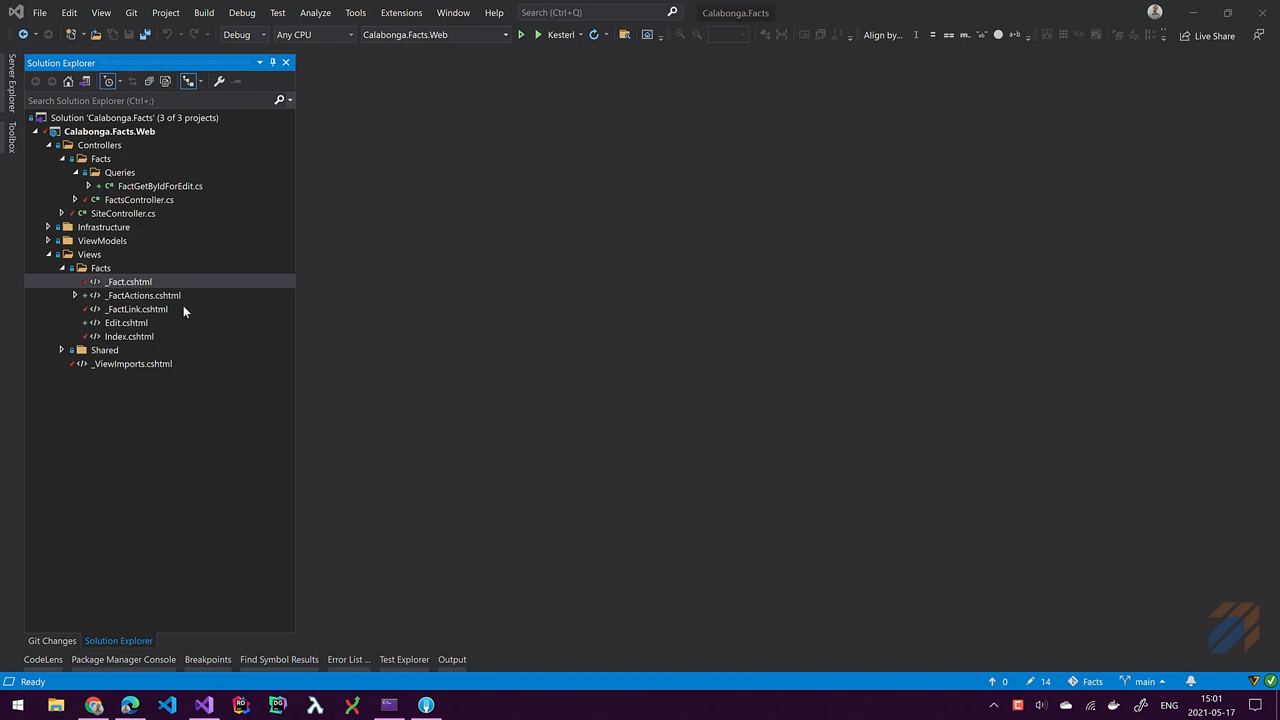 File Edit View Git Project Build Debug Test Analyze Tools Extensions Window Help Search (Ctrl+Q) Calabonga.Facts
Debug Any CPU Calabonga.Facts.Web Kesterl Align by... Live Share
Server Explorer
Toolbox
Solution Explorer
Search Solution Explorer (Ctrl+;)
Solution 'Calabonga.Facts' (3 of 3 projects)
Calabonga.Facts.Web
Controllers
Facts
Queries
FactGetByIdForEdit.cs
FactsController.cs
SiteController.cs
Infrastructure
ViewModels
Views
Facts
_Fact.cshtml
_FactActions.cshtml
_FactLink.cshtml
Edit.cshtml
Index.cshtml
Shared
_ViewImports.cshtml
Git Changes Solution Explorer
CodeLens Package Manager Console Breakpoints Find Symbol Results Error List ... Test Explorer Output
Ready 0 14 Facts main 7
ENG 15:01
2021-05-17